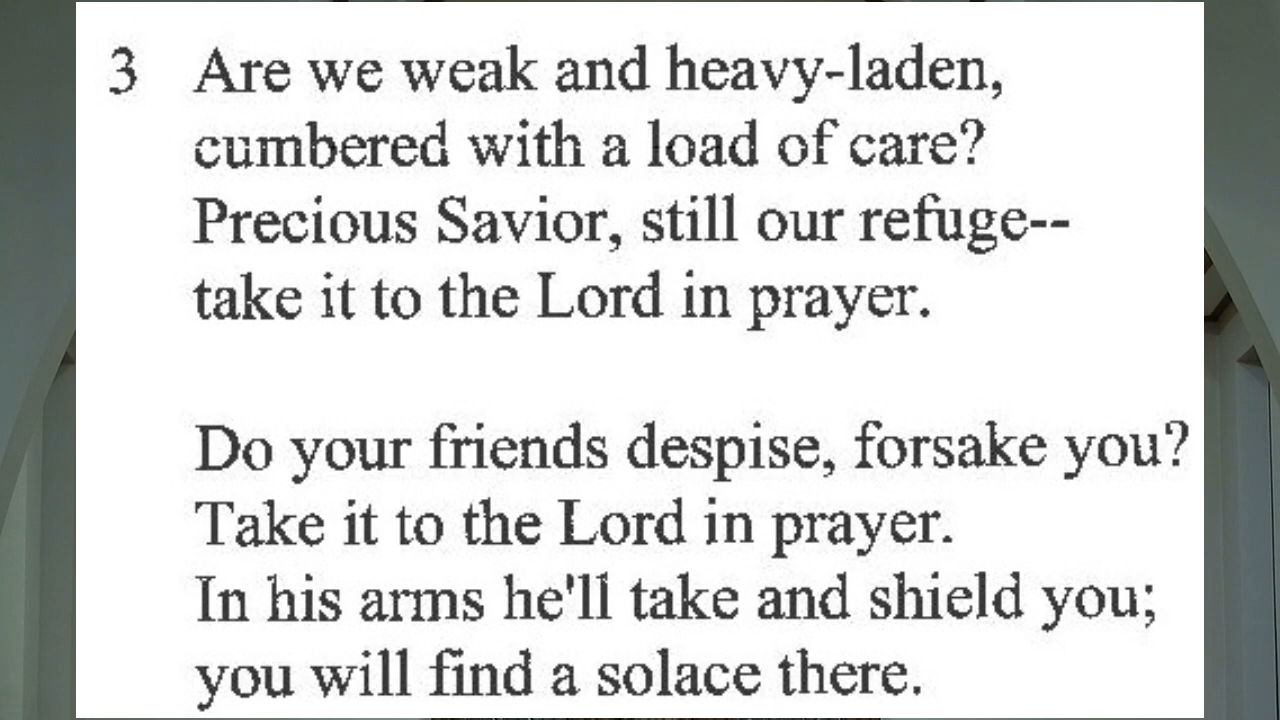 3 Are we weak and heavy-laden,
cumbered with a load of care?
Precious Savior, still our refuge--
take it to the Lord in prayer.
Do your friends despise, forsake you?
Take it to the Lord in prayer.
In his arms he'll take and shield you;
you will find a solace there.